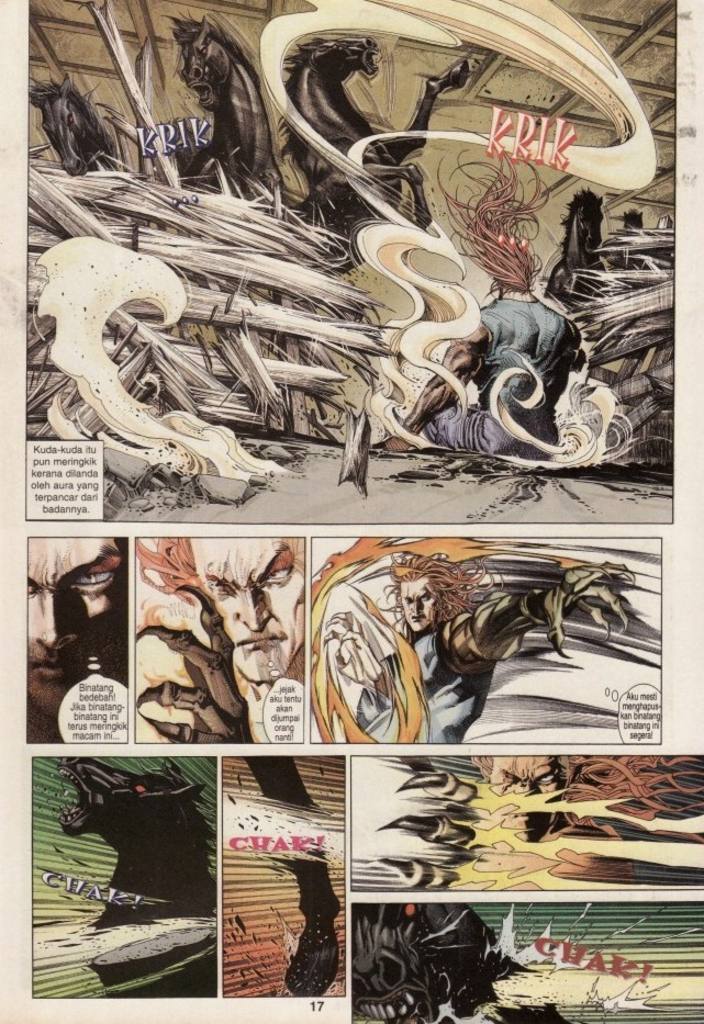 KRIK
...
KRIK
Kuda-kuda itu
pun meringkik
kerana dilanda
oleh aura yang
terpancar dari
badannya.
Binatang
bedebah!
Jika binatang-
binatang ini
terus meringkik
macam ini...
...jejak
aku tentu
akan
dijumpai
orang
nanti!
Aku mesti
menghapus-
kan binatang
binatang ini
segera!
CHAK!
CHAK!
CHAK!
17